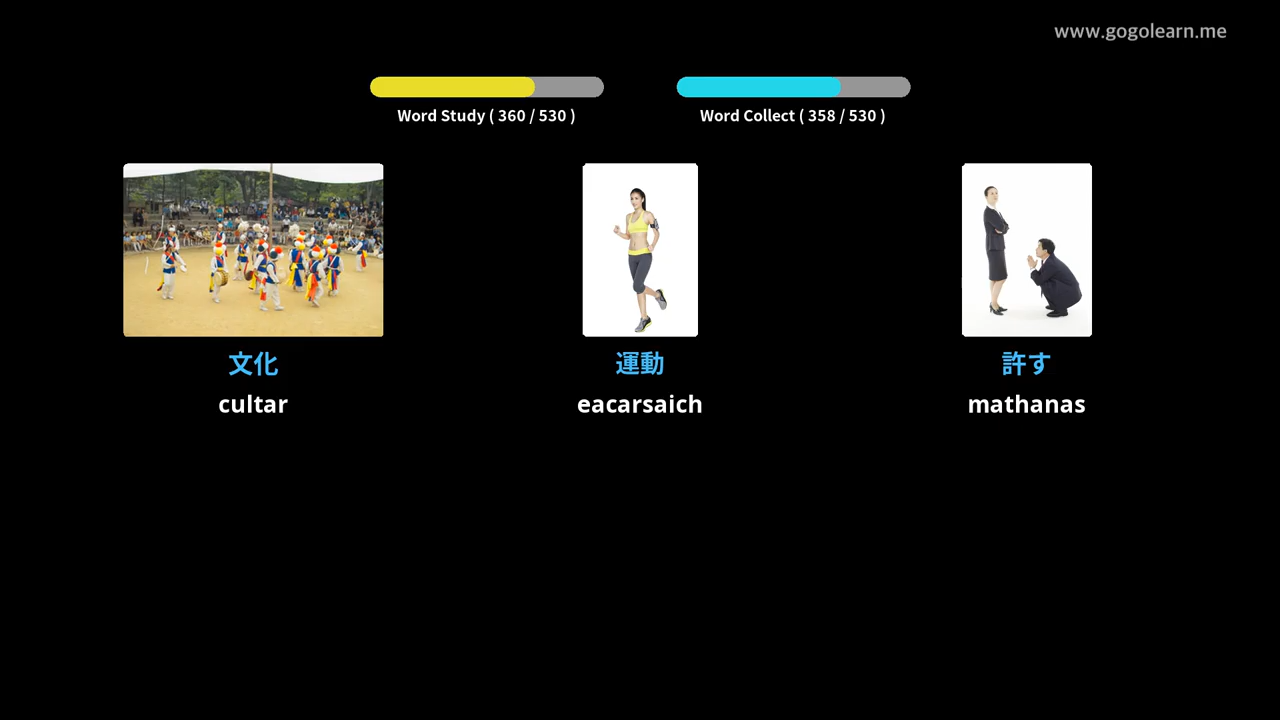 www.gogolearn.me
Word Study ( 360 / 530 )
Word Collect ( 358 / 530 )
文化
運動
許す
cultar
eacarsaich
mathanas